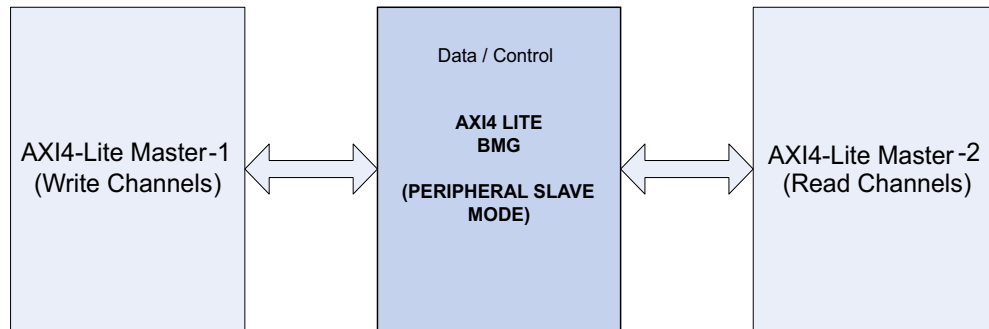 AXI4-Lite Master-1
(Write Channels)
Data / Control
AXI4 LITE
BMG
(PERIPHERAL SLAVE
MODE)
AXI4-Lite Master-2
(Read Channels)